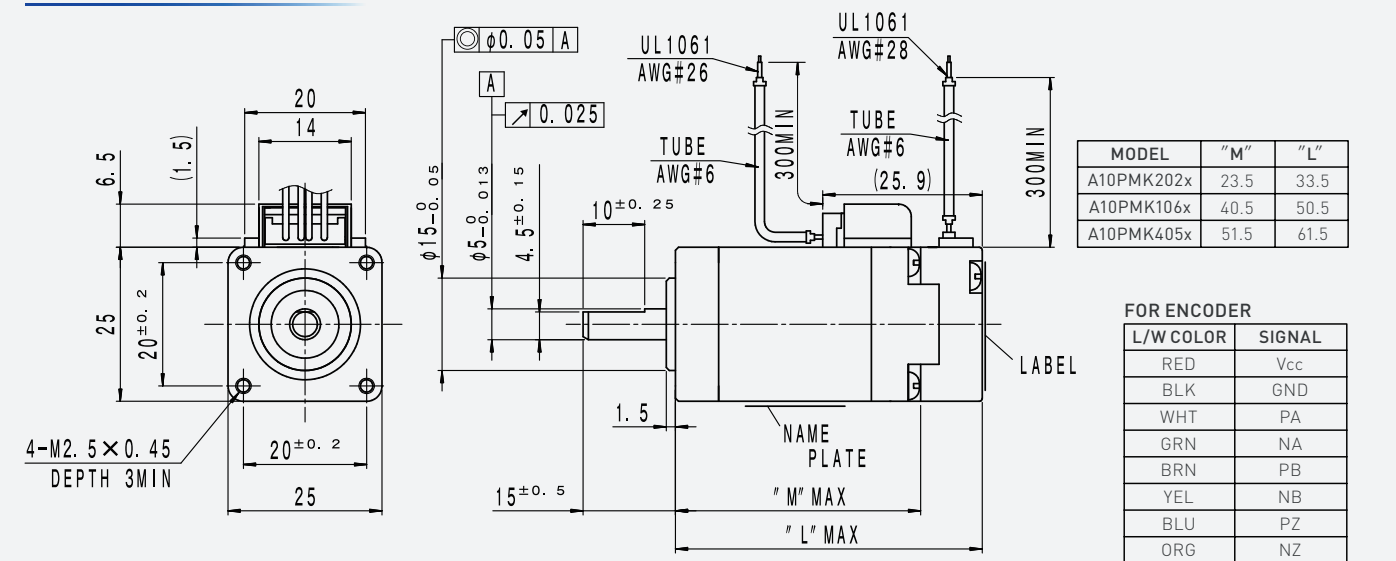 φ0.05 A
A
0.025
UL1061
AWG#26
UL1061
AWG#28
TUBE
AWG#6
TUBE
AWG#6
300MIN
300MIN
(25.9)
20
14
(1.5)
6.5
25
20±0.2
4-M2.5×0.45
DEPTH 3MIN
20±0.2
25
φ15-0 0.05
φ5-0 0.013
4.5±0.15
10±0.25
1.5
15±0.5
NAME
PLATE
LABEL
"M" MAX
"L" MAX
MODEL "M" "L"
A10PMK202x 23.5 33.5
A10PMK106x 40.5 50.5
A10PMK405x 51.5 61.5
FOR ENCODER
L/W COLOR SIGNAL
RED Vcc
BLK GND
WHT PA
GRN NA
BRN PB
YEL NB
BLU PZ
ORG NZ